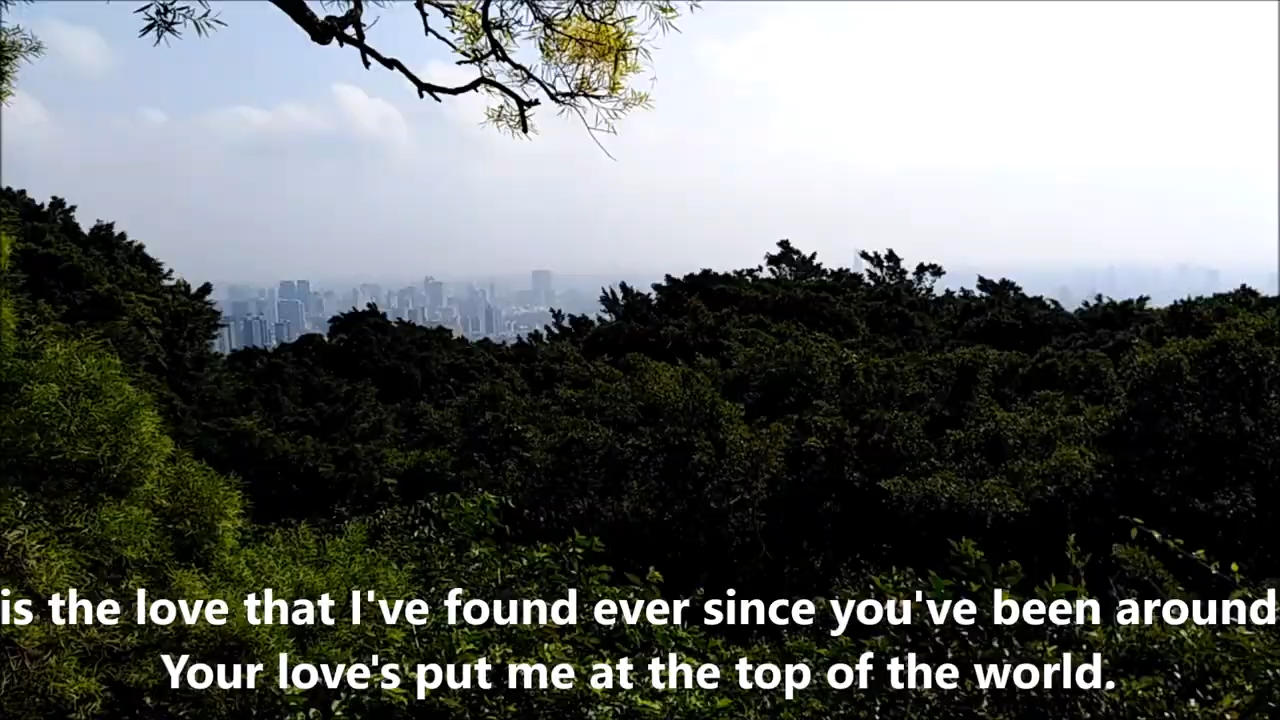 is the love that I've found ever since you've been around
Your love's put me at the top of the world.